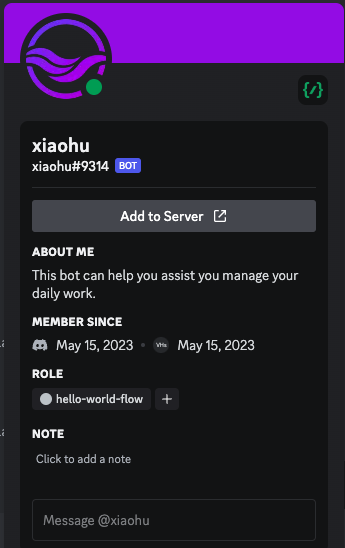 xiaohu
xiaohu#9314 BOT
Add to Server
ABOUT ME
This bot can help you assist you manage your
daily work.
MEMBER SINCE
May 15, 2023 • VHs May 15, 2023
ROLE
hello-world-flow +
NOTE
Click to add a note
Message @xiaohu